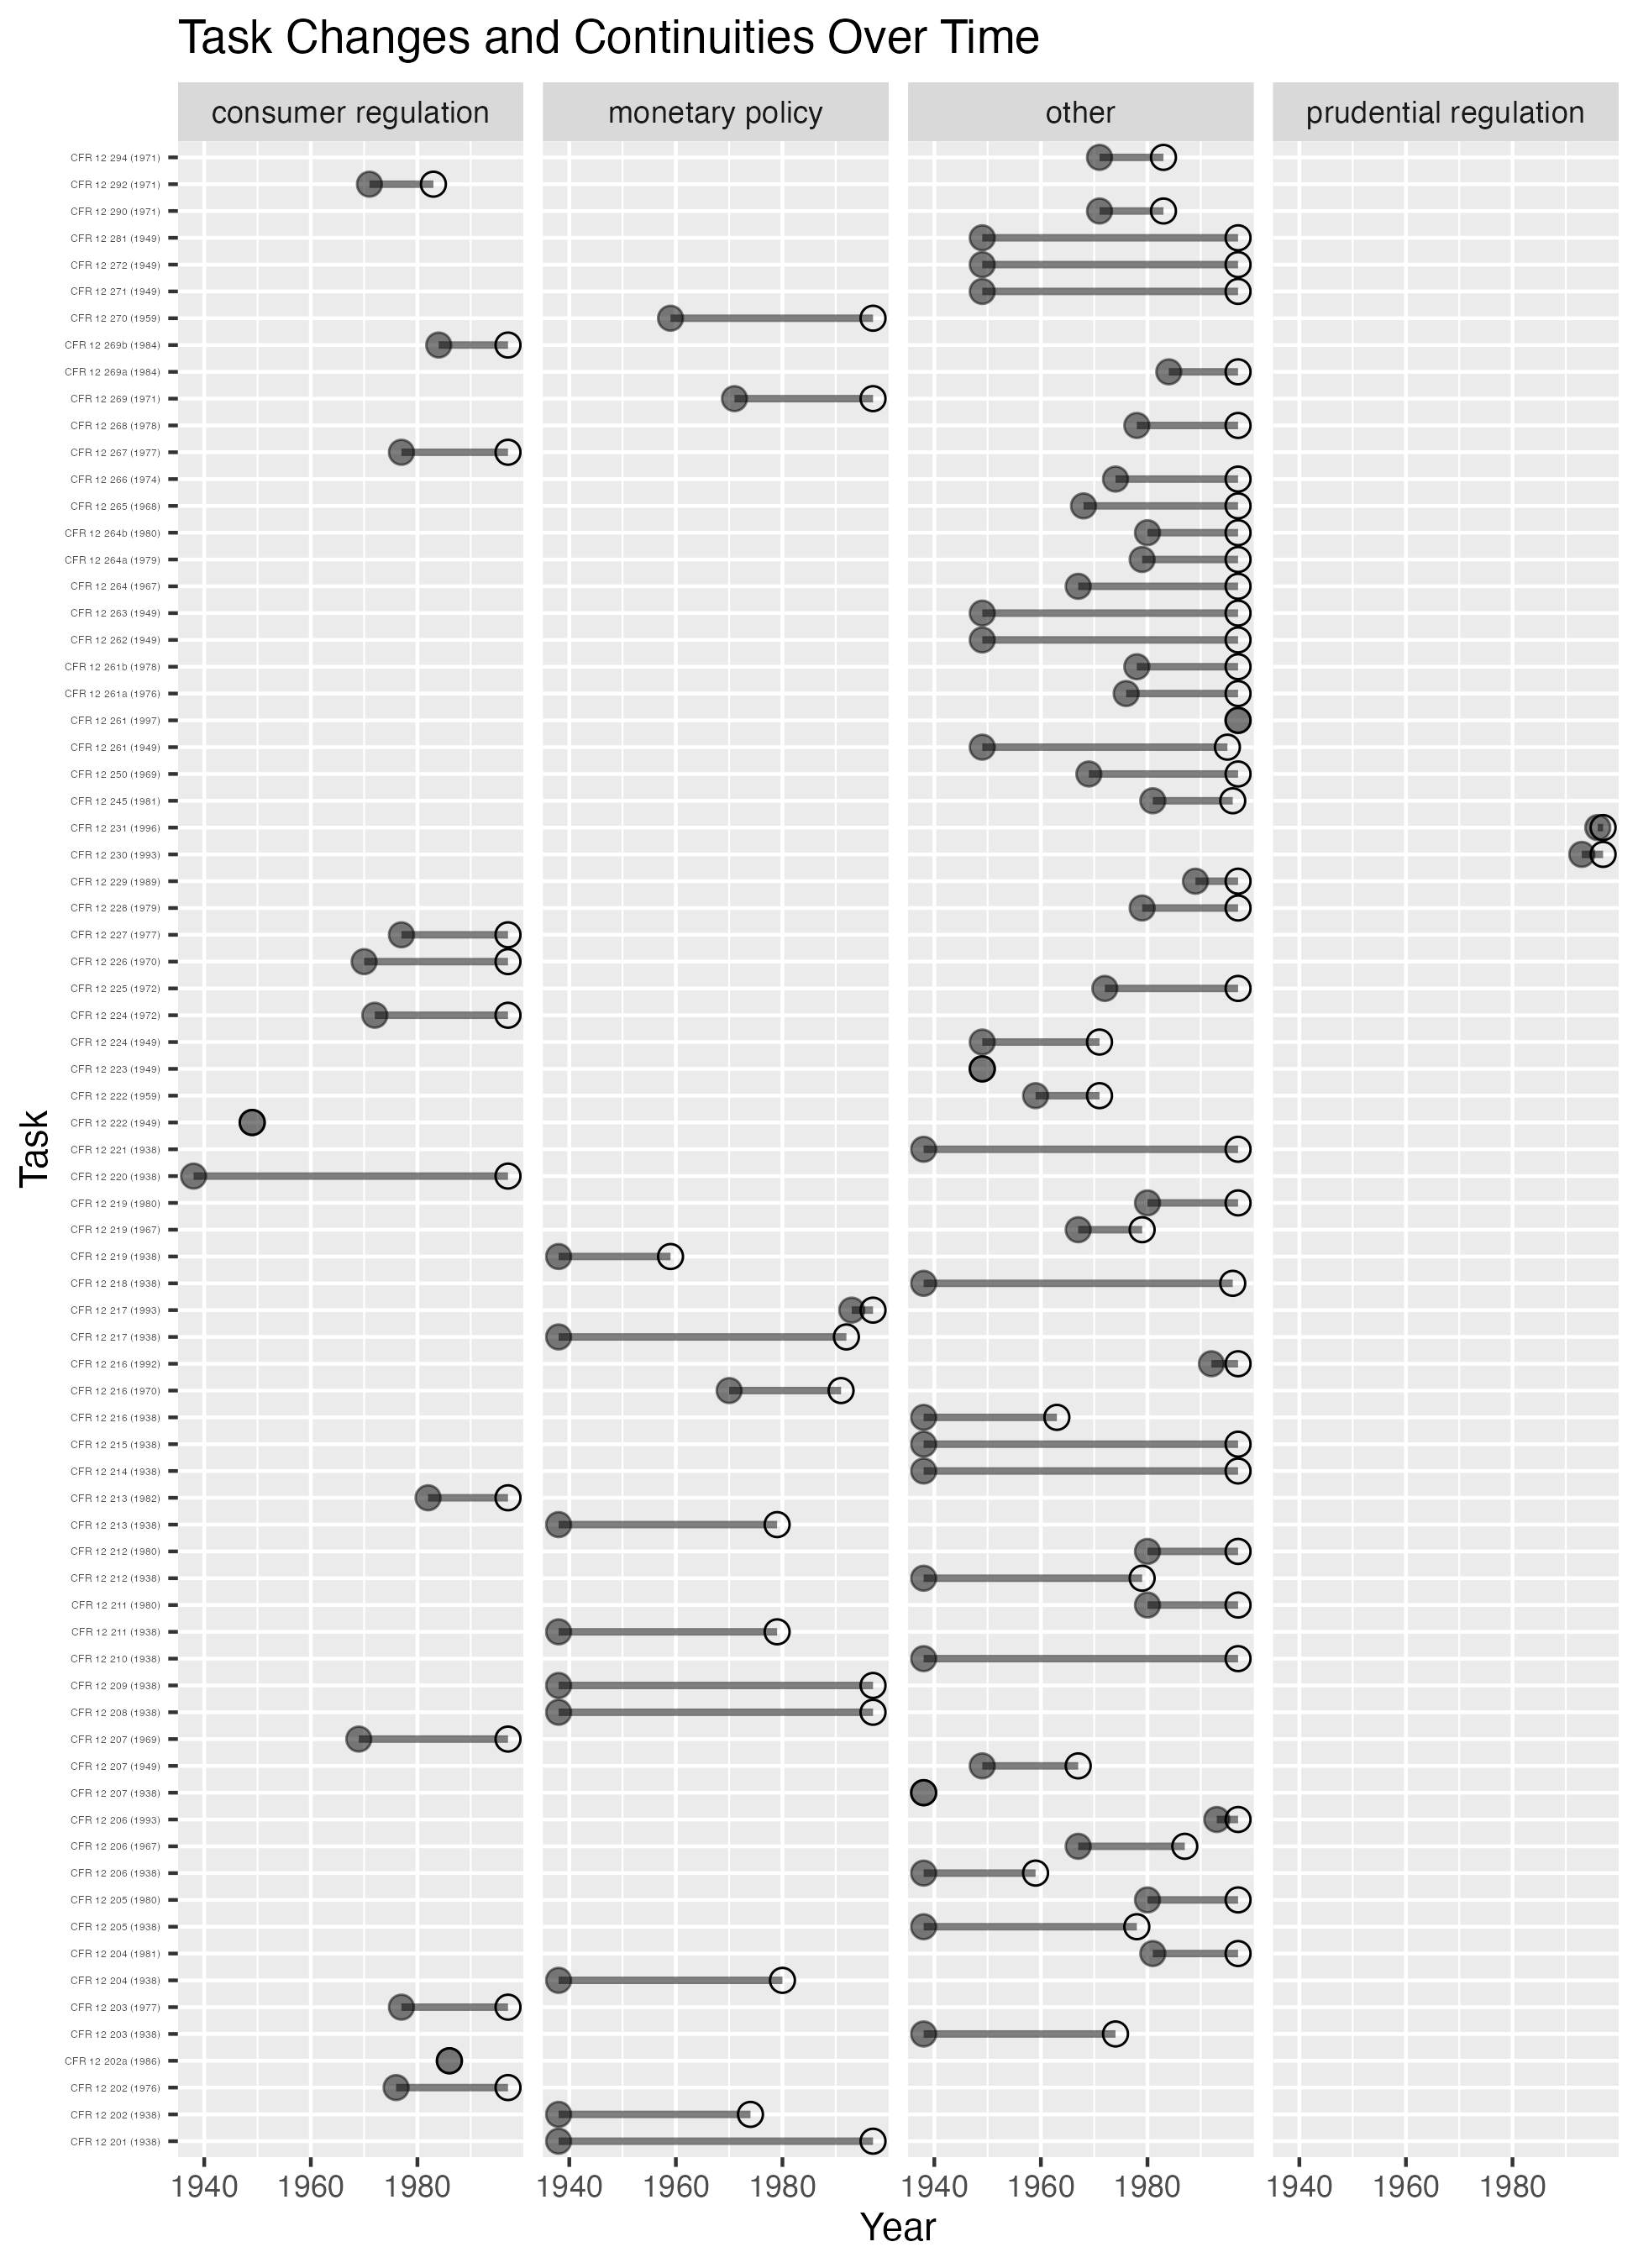 Task Changes and Continuities Over Time
consumer regulation
monetary policy
other
prudential regulation
CFR 12 294 (1971)
CFR 12 292 (1971)
CFR 12 290 (1971)
CFR 12 281 (1949)
CFR 12 272 (1949)
CFR 12 271 (1949)
CFR 12 270 (1959)
CFR 12 269b (1984)
CFR 12 269a (1984)
CFR 12 269 (1971)
CFR 12 268 (1978)
CFR 12 267 (1977)
CFR 12 266 (1974)
CFR 12 265 (1968)
CFR 12 264b (1980)
CFR 12 264a (1979)
CFR 12 264 (1967)
CFR 12 263 (1949)
CFR 12 262 (1949)
CFR 12 261b (1978)
CFR 12 261a (1976)
CFR 12 261 (1997)
CFR 12 261 (1949)
CFR 12 250 (1969)
CFR 12 245 (1981)
CFR 12 231 (1996)
CFR 12 230 (1993)
CFR 12 229 (1989)
CFR 12 228 (1979)
CFR 12 227 (1977)
CFR 12 226 (1970)
CFR 12 225 (1972)
CFR 12 224 (1972)
CFR 12 224 (1949)
CFR 12 223 (1949)
CFR 12 222 (1959)
CFR 12 222 (1949)
CFR 12 221 (1938)
CFR 12 220 (1938)
CFR 12 219 (1980)
CFR 12 219 (1967)
CFR 12 219 (1938)
CFR 12 218 (1938)
CFR 12 217 (1993)
CFR 12 217 (1938)
CFR 12 216 (1992)
CFR 12 216 (1970)
CFR 12 216 (1938)
CFR 12 215 (1938)
CFR 12 214 (1938)
CFR 12 213 (1982)
CFR 12 213 (1938)
CFR 12 212 (1980)
CFR 12 212 (1938)
CFR 12 211 (1980)
CFR 12 211 (1938)
CFR 12 210 (1938)
CFR 12 209 (1938)
CFR 12 208 (1938)
CFR 12 207 (1969)
CFR 12 207 (1949)
CFR 12 207 (1938)
CFR 12 206 (1993)
CFR 12 206 (1967)
CFR 12 206 (1938)
CFR 12 205 (1980)
CFR 12 205 (1938)
CFR 12 204 (1981)
CFR 12 204 (1938)
CFR 12 203 (1977)
CFR 12 203 (1938)
CFR 12 202a (1986)
CFR 12 202 (1976)
CFR 12 202 (1938)
CFR 12 201 (1938)
Task
1940 1960 1980
1940 1960 1980
1940 1960 1980
1940 1960 1980
Year